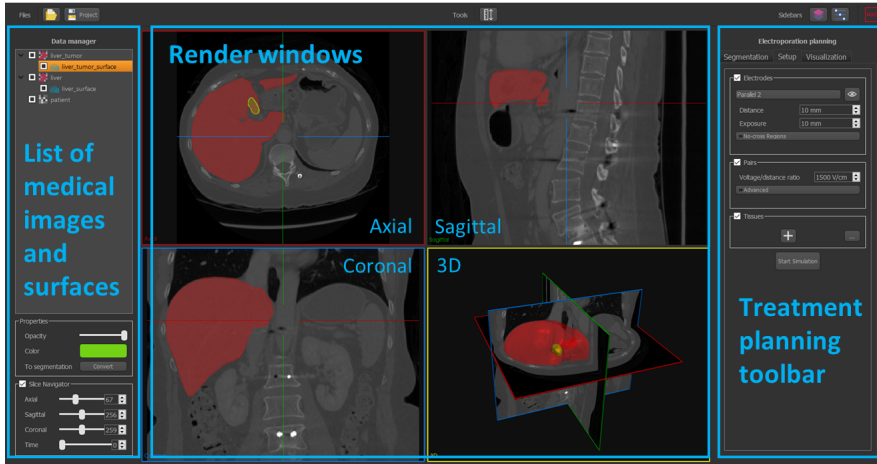 Files
Project
Tools
Sidebars
Data manager
liver_tumor
liver_tumor_surface
liver
liver_surface
patient
List of
medical
images
and
surfaces
Properties
Opacity
Color
To segmentation Convert
Slice Navigator
Axial 67
Sagittal 256
Coronal 259
Time 0
Render windows
Axial
Sagittal
Sagittal
Coronal
3D
3D
Electroporation planning
Segmentation Setup Visualization
Electrodes
Parallel 2
Distance 10 mm
Exposure 10 mm
No-cross Regions
Pairs
Voltage/distance ratio 1500 V/cm
Advanced
Tissues
+ ...
Start Simulation
Treatment
planning
toolbar